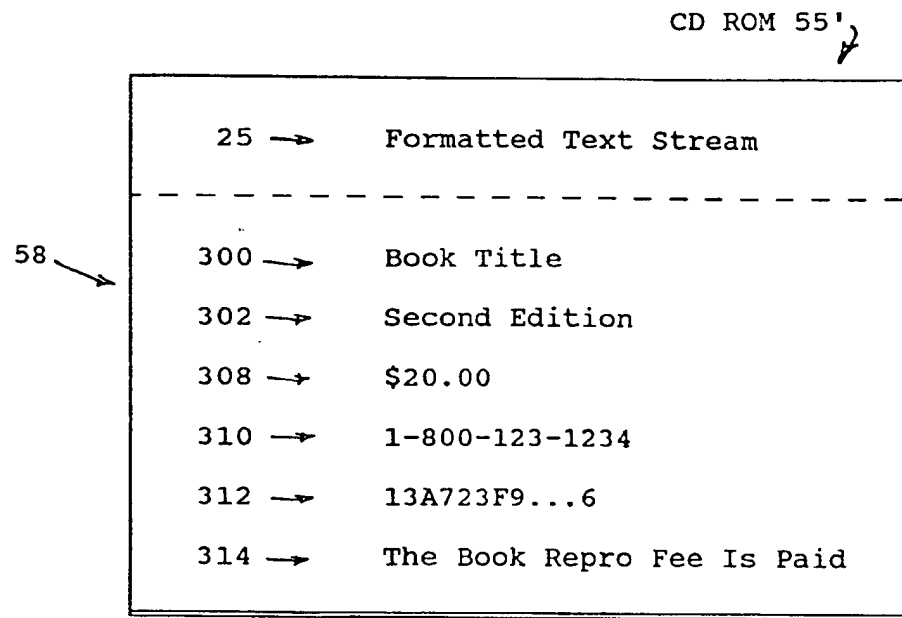 CD ROM 55'
25 Formatted Text Stream
58
300 Book Title
302 Second Edition
308 $20.00
310 1-800-123-1234
312 13A723F9...6
314 The Book Repro Fee Is Paid